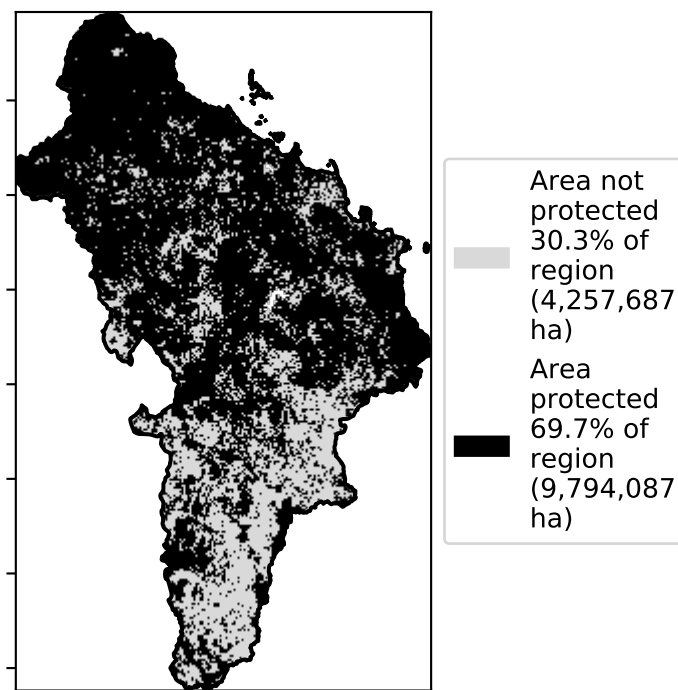 Area not
protected
30.3% of
region
(4,257,687
ha)
Area
protected
69.7% of
region
(9,794,087
ha)